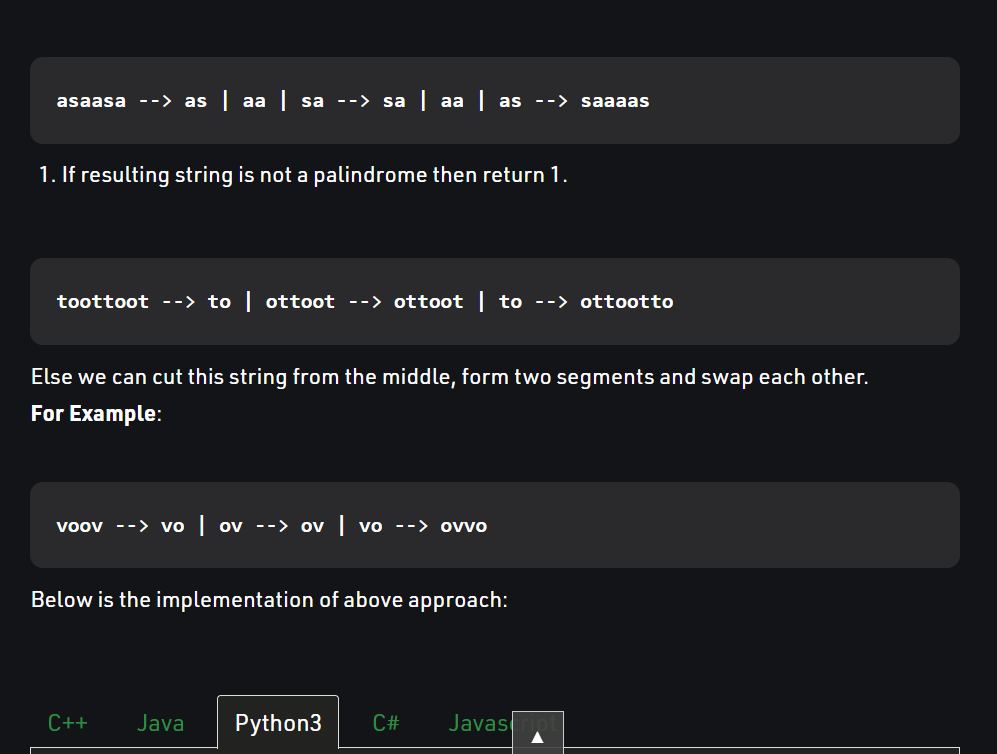 asaasa --> as | aa | sa --> sa | aa | as --> saaaas
1. If resulting string is not a palindrome then return 1.
toottoot --> to | ottoot --> ottoot | to --> ottootto
Else we can cut this string from the middle, form two segments and swap each other.
For Example:
voov --> vo | ov --> ov | vo --> ovvo
Below is the implementation of above approach:
C++ Java Python3 C# Javascript